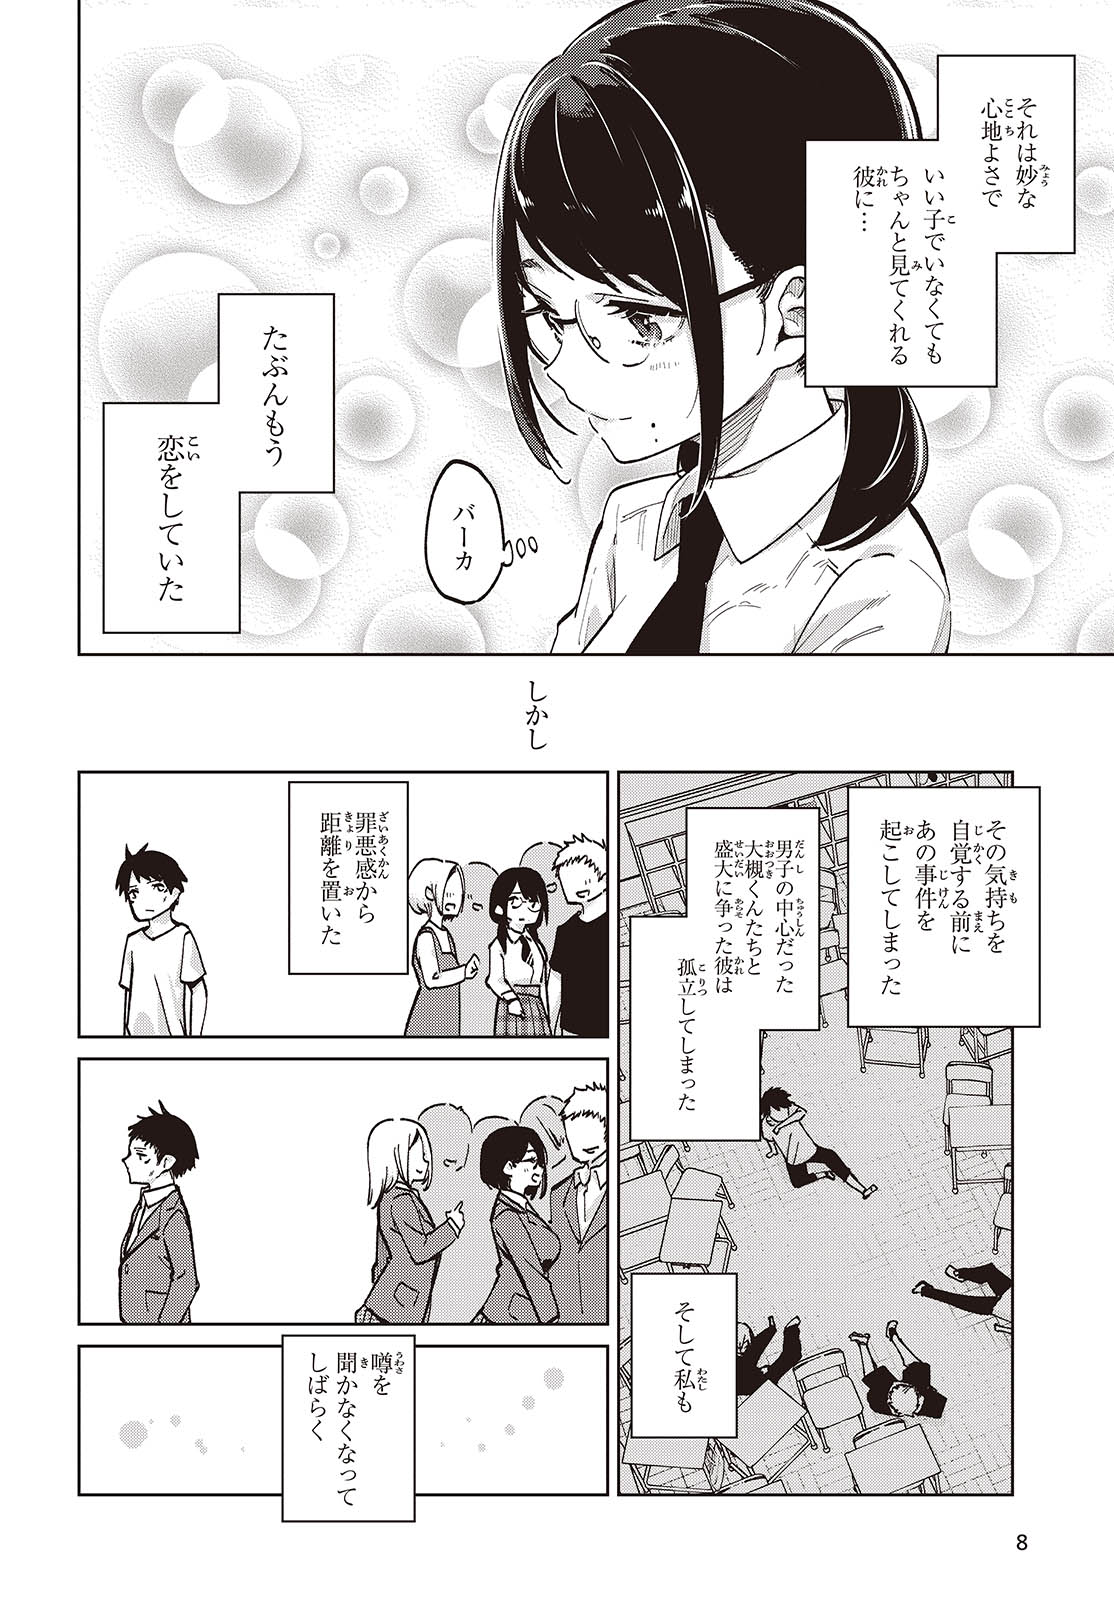 それは妙な
心地よさで
いい子でいなくても
ちゃんと見てくれる
彼に…
バーカ
たぶんもう
恋をしていた
しかし
その気持ちを
自覚する前に
あの事件を
起こしてしまった
男子の中心だった
大槻くんたちと
盛大に争った彼は
孤立してしまった
そして私も
罪悪感から
距離を置いた
噂を
聞かなくなって
しばらく
8